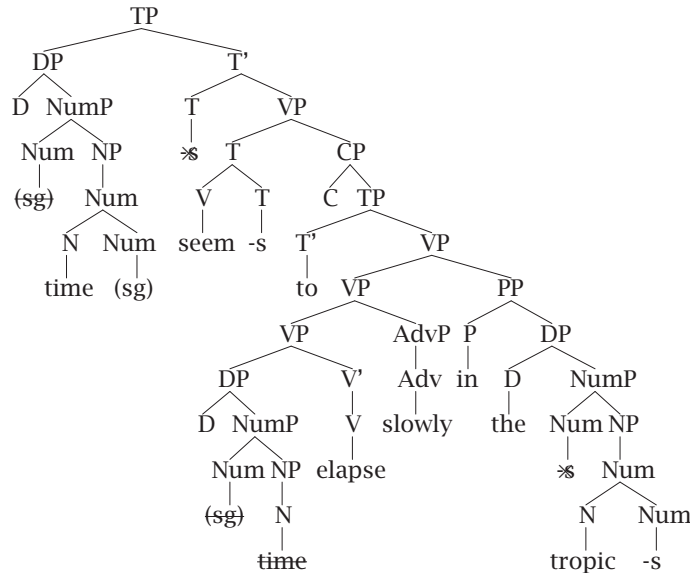 TP
DP T’
D NumP T VP
Num NP -s T CP
(sg) Num V T C TP
N Num seem -s T’ VP
time (sg) to VP PP
VP AdvP P DP
DP V’ Adv in D NumP
D NumP V slowly the Num NP
Num NP elapse -s Num
(sg) N N Num
time tropic -s